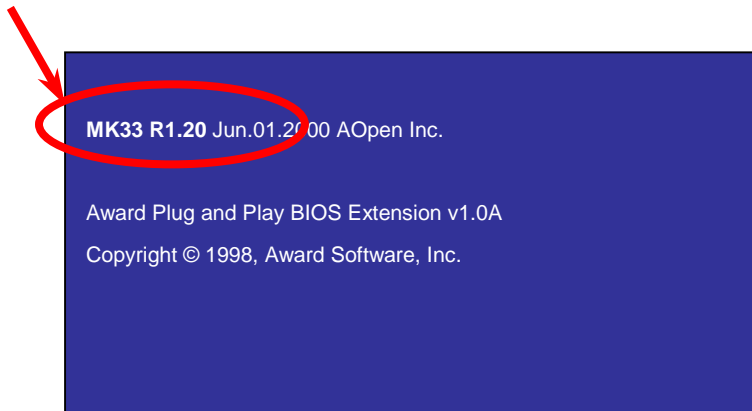 MK33 R1.20 Jun.01.2000 AOpen Inc.
Award Plug and Play BIOS Extension v1.0A
Copyright © 1998, Award Software, Inc.